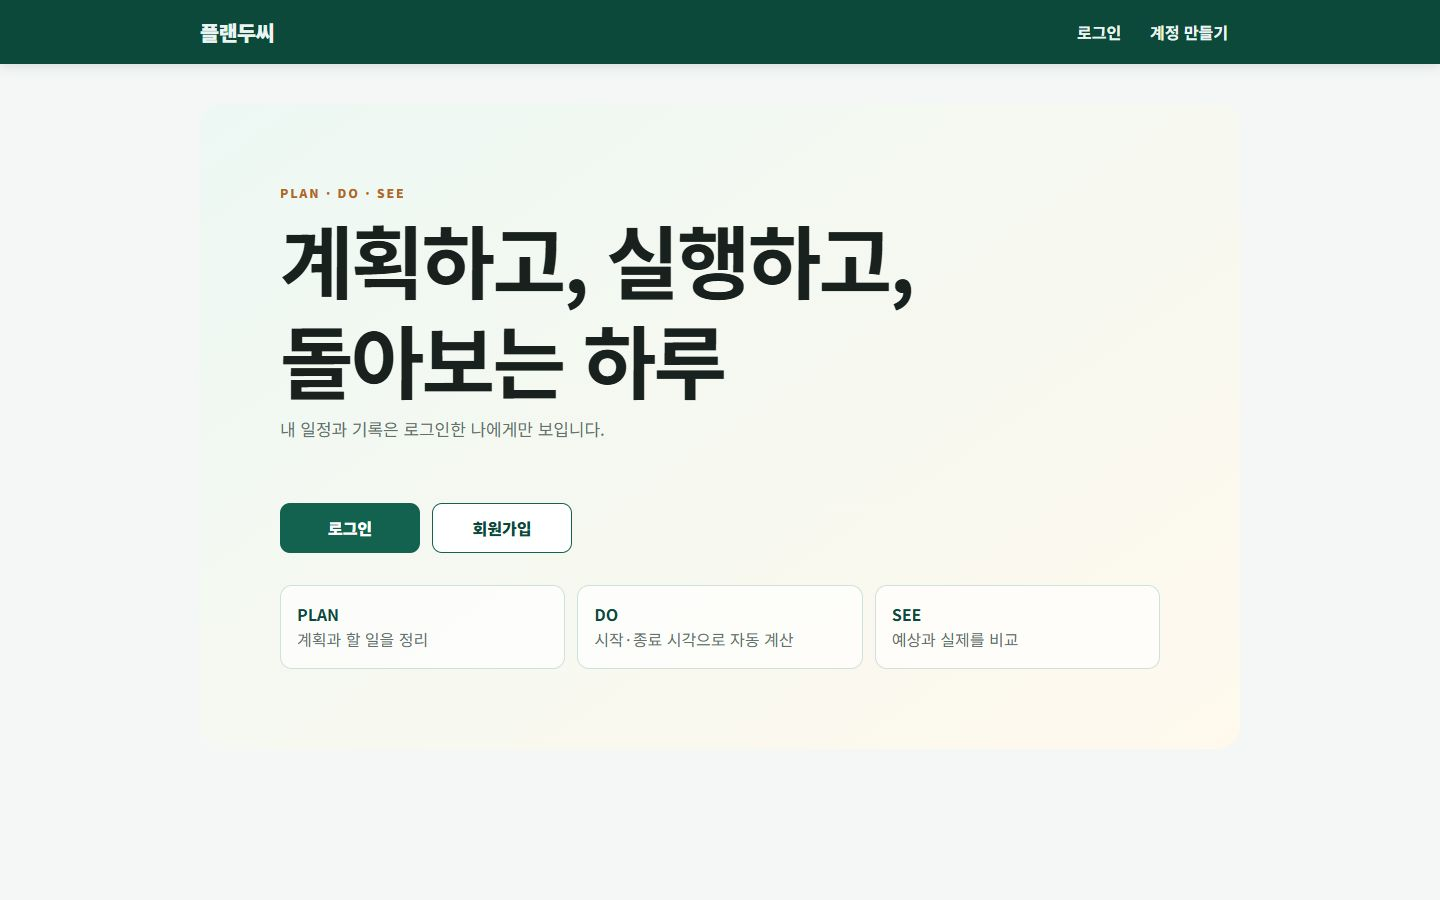 플랜두씨
로그인 계정 만들기
PLAN · DO · SEE
계획하고, 실행하고,
돌아보는 하루
내 일정과 기록은 로그인한 나에게만 보입니다.
로그인 회원가입
PLAN
계획과 할 일을 정리
DO
시작·종료 시각으로 자동 계산
SEE
예상과 실제를 비교